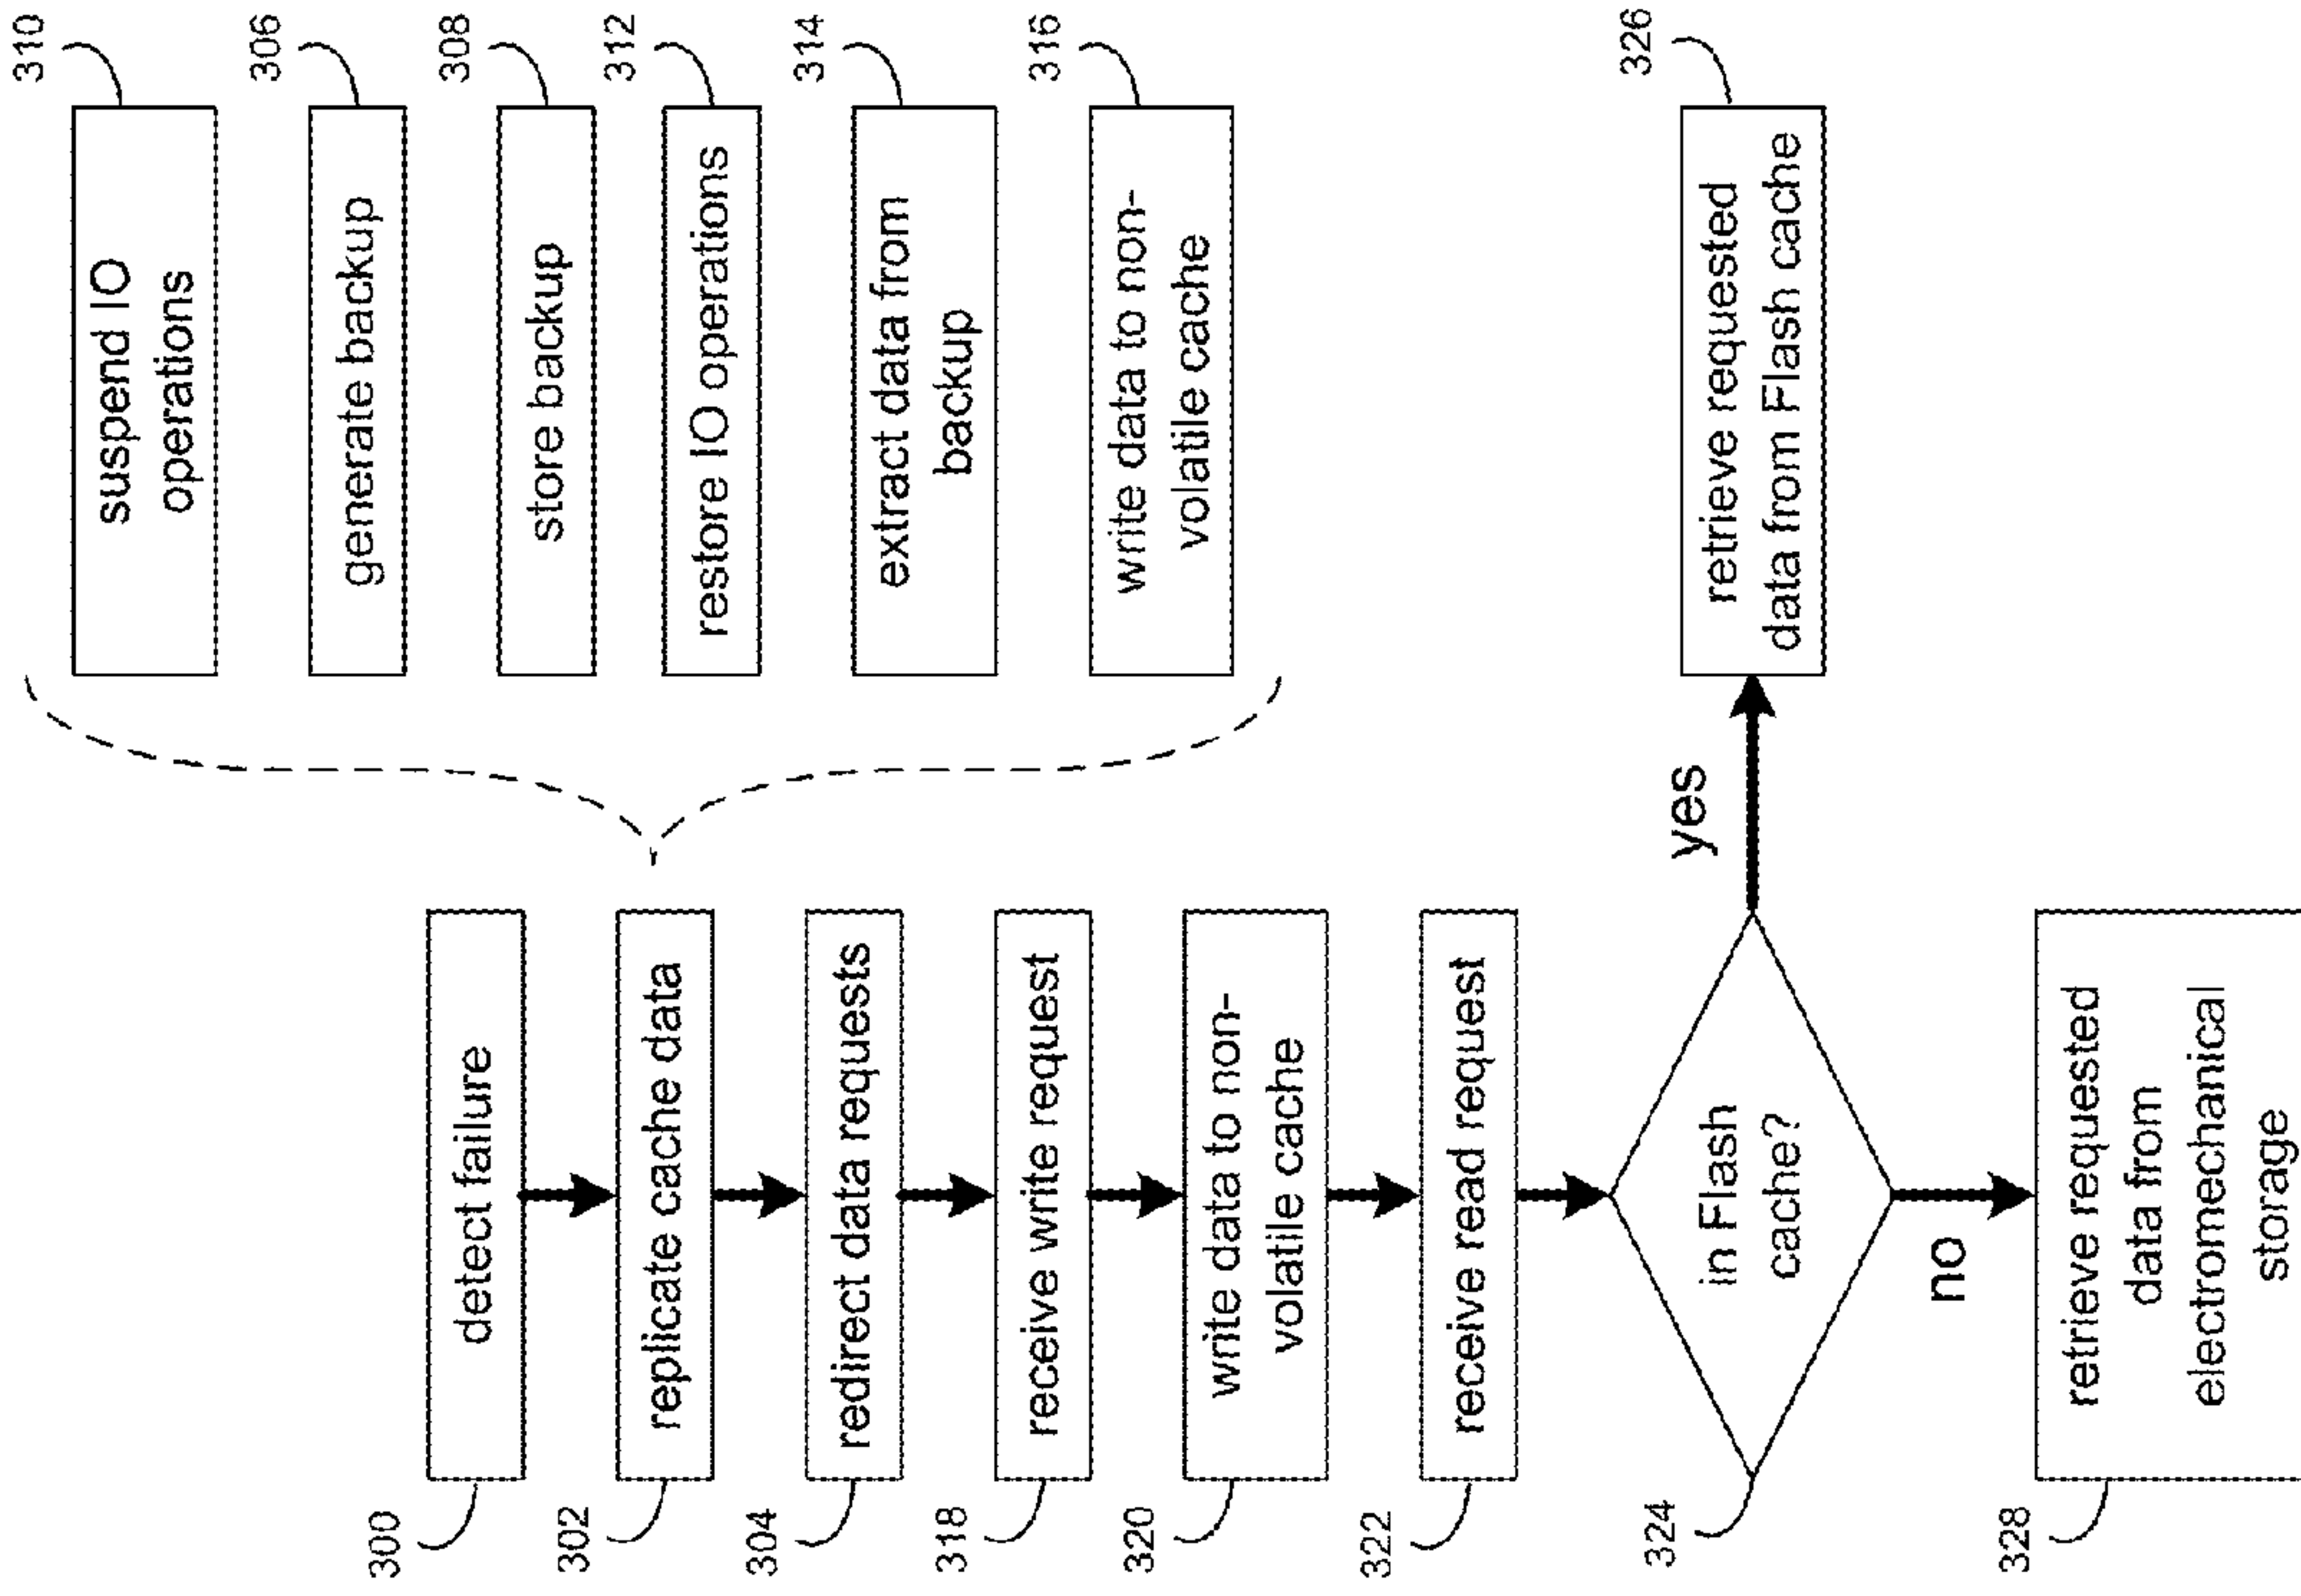 300
detect failure
302
replicate cache data
304
redirect data requests
318
receive write request
320
write data to non-
volatile cache
322
receive read request
324
in Flash
cache?
yes
no
326
retrieve requested
data from Flash cache
328
retrieve requested
data from
electromechanical
storage
310
suspend IO
operations
306
generate backup
308
store backup
312
restore IO operations
314
extract data from
backup
316
write data to non-
volatile cache